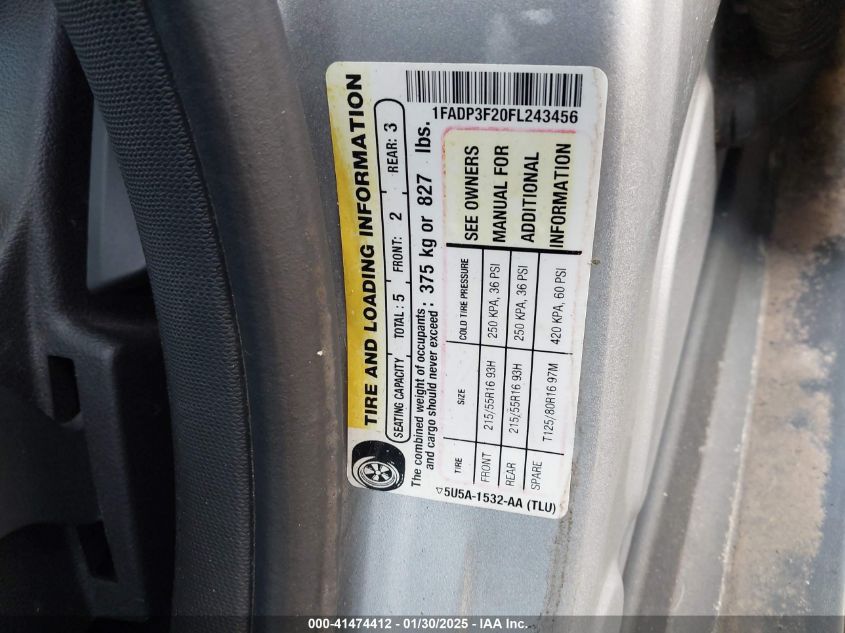 1FADP3F20FL243456
TIRE AND LOADING INFORMATION
SEATING CAPACITY TOTAL : 5 FRONT: 2 REAR: 3
The combined weight of occupants
and cargo should never exceed : 375 kg or 827 lbs.
TIRE SIZE COLD TIRE PRESSURE
FRONT 215/55R16 93H 250 KPA, 36 PSI
REAR 215/55R16 93H 250 KPA, 36 PSI
SPARE T125/80R16 97M 420 KPA, 60 PSI
SEE OWNERS
MANUAL FOR
ADDITIONAL
INFORMATION
5U5A-1532-AA (TLU)
000-41474412 - 01/30/2025 - IAA Inc.